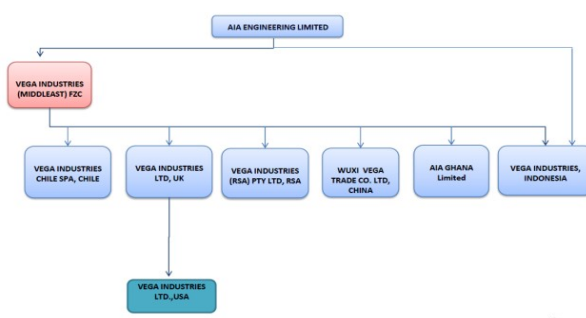 AIA ENGINEERING LIMITED
VEGA INDUSTRIES
(MIDDLEAST) FZC
VEGA INDUSTRIES
CHILE SPA, CHILE
VEGA INDUSTRIES
LTD, UK
VEGA INDUSTRIES
(RSA) PTY LTD, RSA
WUXI VEGA
TRADE CO. LTD,
CHINA
AIA GHANA
Limited
VEGA INDUSTRIES,
INDONESIA
VEGA INDUSTRIES
LTD.,USA